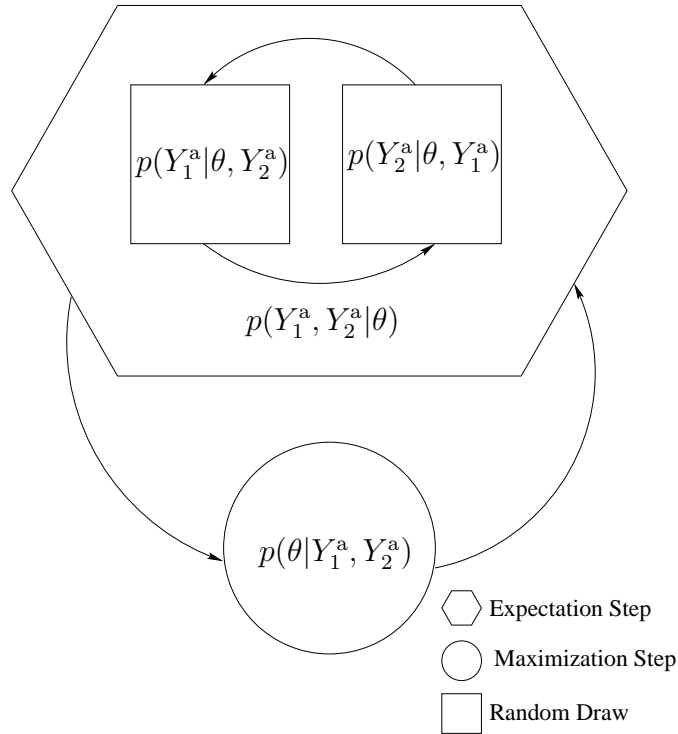 p(Y₁ᵃ|θ, Y₂ᵃ)
p(Y₂ᵃ|θ, Y₁ᵃ)
p(Y₁ᵃ, Y₂ᵃ|θ)
p(θ|Y₁ᵃ, Y₂ᵃ)
Expectation Step
Maximization Step
Random Draw